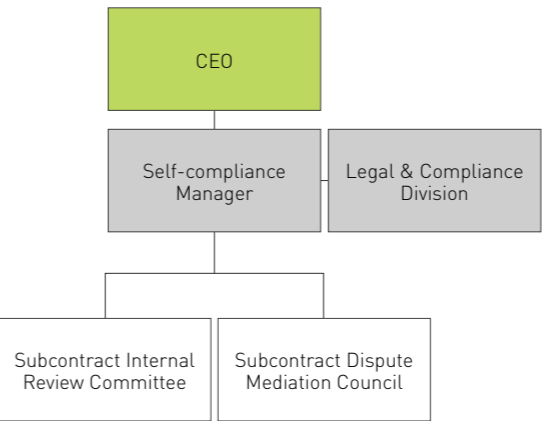 CEO
Self-compliance
Manager
Legal & Compliance
Division
Subcontract Internal
Review Committee
Subcontract Dispute
Mediation Council